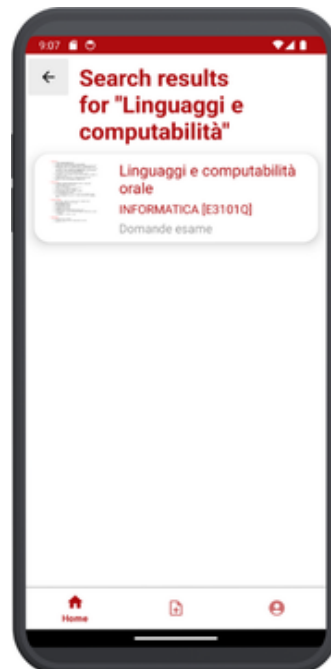 9:07
Search results
for "Linguaggi e
computabilità"
Linguaggi e computabilità
orale
INFORMATICA [E3101Q]
Domande esame
Home